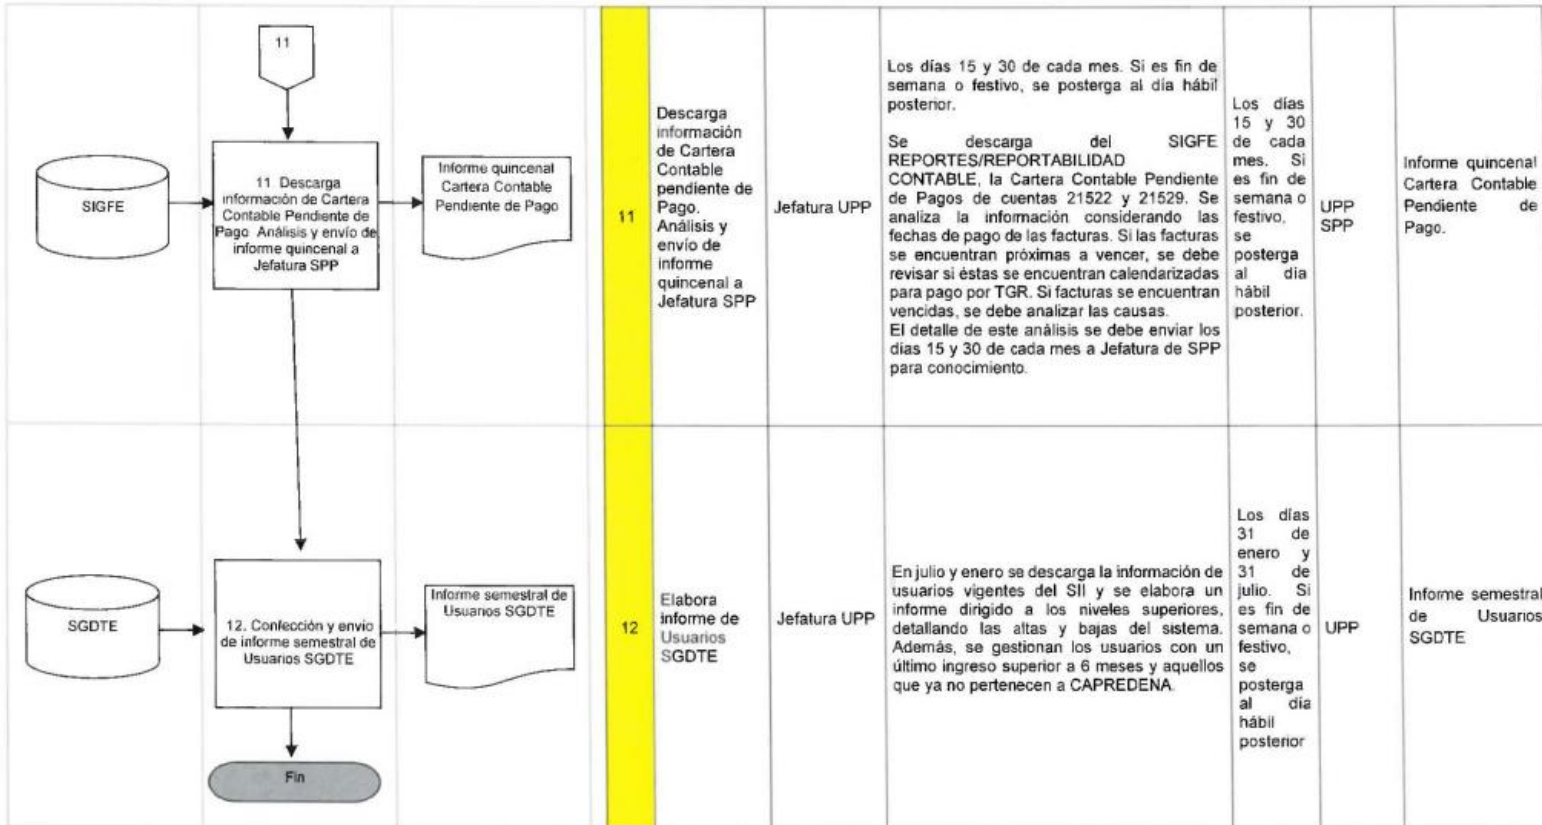 11
SIGFE
11 Descarga
información de Cartera
Contable Pendiente de
Pago Análisis y envío de
informe quincenal a
Jefatura SPP
Informe quincenal
Cartera Contable
Pendiente de Pago
11
Descarga
información
de Cartera
Contable
pendiente de
Pago.
Análisis y
envío de
informe
quincenal a
Jefatura SPP
Jefatura UPP
Los días 15 y 30 de cada mes. Si es fin de
semana o festivo, se posterga al día hábil
posterior.
Se descarga del SIGFE
REPORTES/REPORTABILIDAD
CONTABLE, la Cartera Contable Pendiente
de Pagos de cuentas 21522 y 21529. Se
analiza la información considerando las
fechas de pago de las facturas. Si las facturas
se encuentran próximas a vencer, se debe
revisar si éstas se encuentran calendarizadas
para pago por TGR. Si facturas se encuentran
vencidas, se debe analizar las causas.
El detalle de este análisis se debe enviar los
días 15 y 30 de cada mes a Jefatura de SPP
para conocimiento.
Los días
15 y 30
de cada
mes. Si
es fin de
semana o
festivo,
se
posterga
al día
hábil
posterior.
UPP
SPP
Informe quincenal
Cartera Contable
Pendiente de
Pago.
SGDTE
12. Confección y envio
de informe semestral de
Usuarios SGDTE
Informe semestral de
Usuarios SGDTE
Fin
12
Elabora
informe de
Usuarios
SGDTE
Jefatura UPP
En julio y enero se descarga la información de
usuarios vigentes del SII y se elabora un
informe dirigido a los niveles superiores,
detallando las altas y bajas del sistema.
Además, se gestionan los usuarios con un
último ingreso superior a 6 meses y aquellos
que ya no pertenecen a CAPREDENA.
Los días
31 de
enero y
31 de
julio. Si
es fin de
semana o
festivo,
se
posterga
al día
hábil
posterior
UPP
Informe semestral
de Usuarios
SGDTE